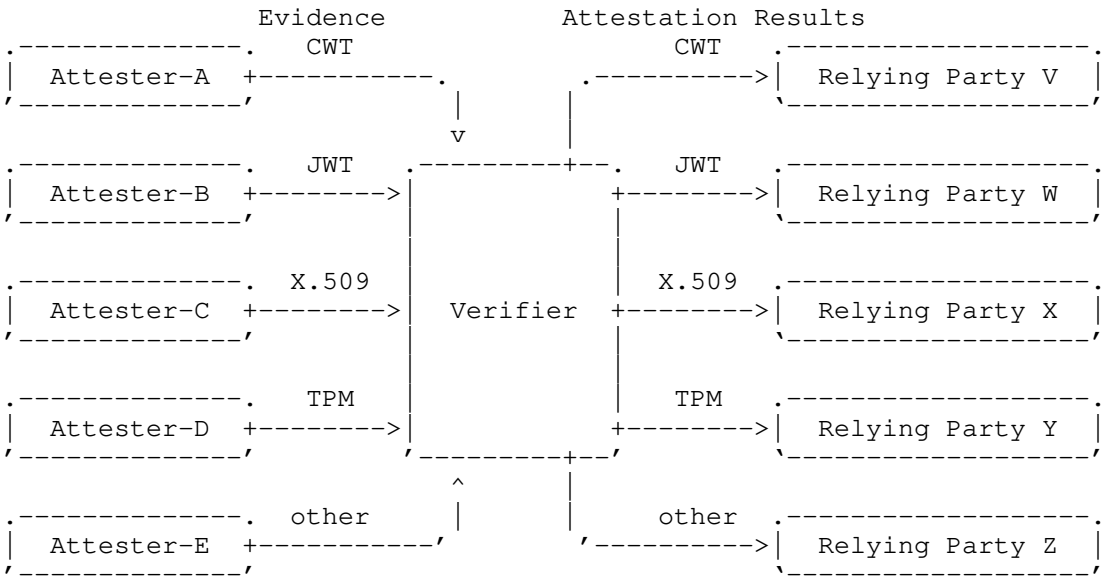 Evidence Attestation Results
CWT CWT
Attester-A Relying Party V
v
JWT JWT
Attester-B Relying Party W
X.509 X.509
Attester-C Verifier Relying Party X
TPM TPM
Attester-D Relying Party Y
other other
Attester-E Relying Party Z